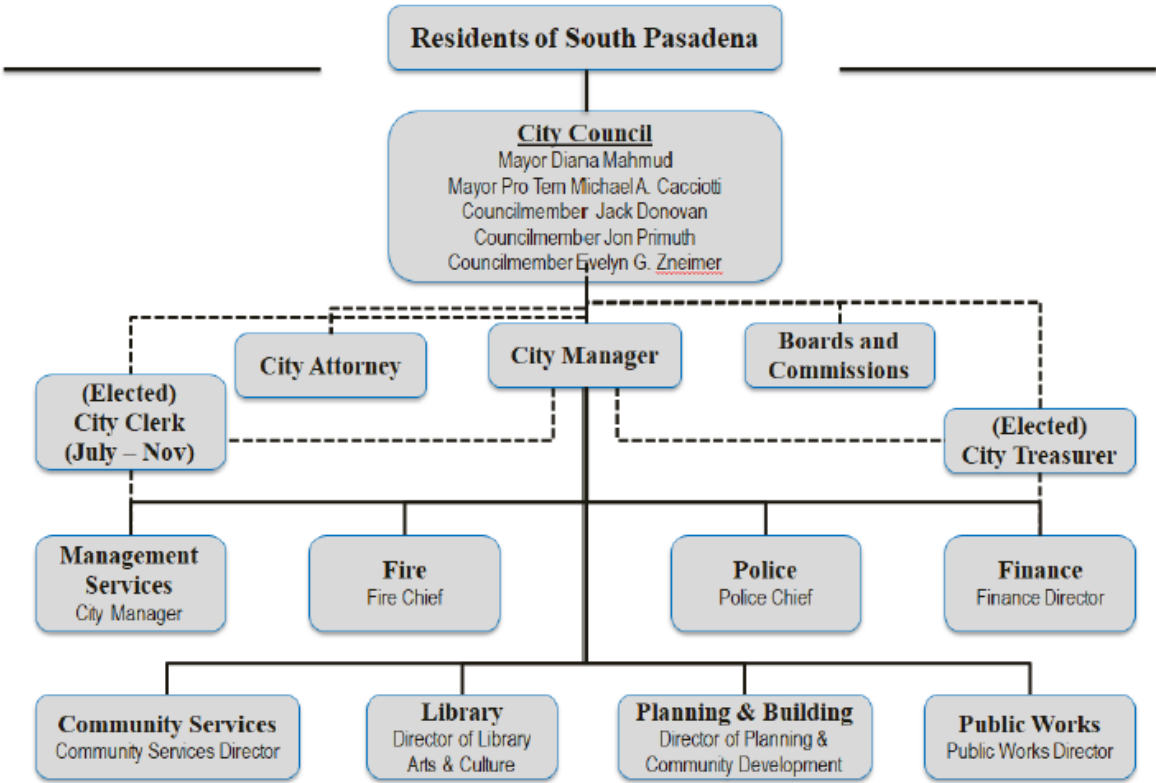 Residents of South Pasadena
City Council
Mayor Diana Mahmud
Mayor Pro Tem Michael A. Cacciotti
Councilmember Jack Donovan
Councilmember Jon Primuth
Councilmember Evelyn G. Zneimer
City Attorney
City Manager
Boards and
Commissions
(Elected)
City Clerk
(July – Nov)
(Elected)
City Treasurer
Management
Services
City Manager
Fire
Fire Chief
Police
Police Chief
Finance
Finance Director
Community Services
Community Services Director
Library
Director of Library
Arts & Culture
Planning & Building
Director of Planning &
Community Development
Public Works
Public Works Director